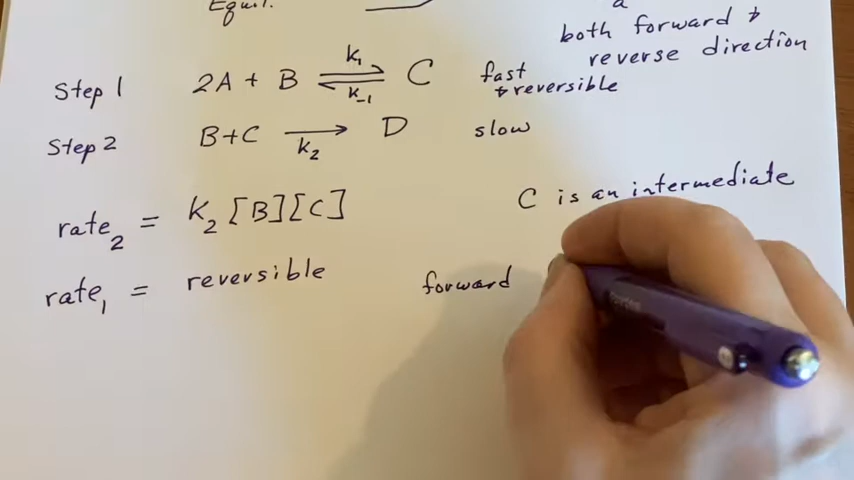 Equil.
both forward &
reverse direction
Step 1 2A + B ⇌ C fast
k₁
k₋₁
& reversible
Step 2 B+C → D slow
k₂
C is an intermediate
rate₂ = k₂ [B][C]
rate₁ = reversible forward